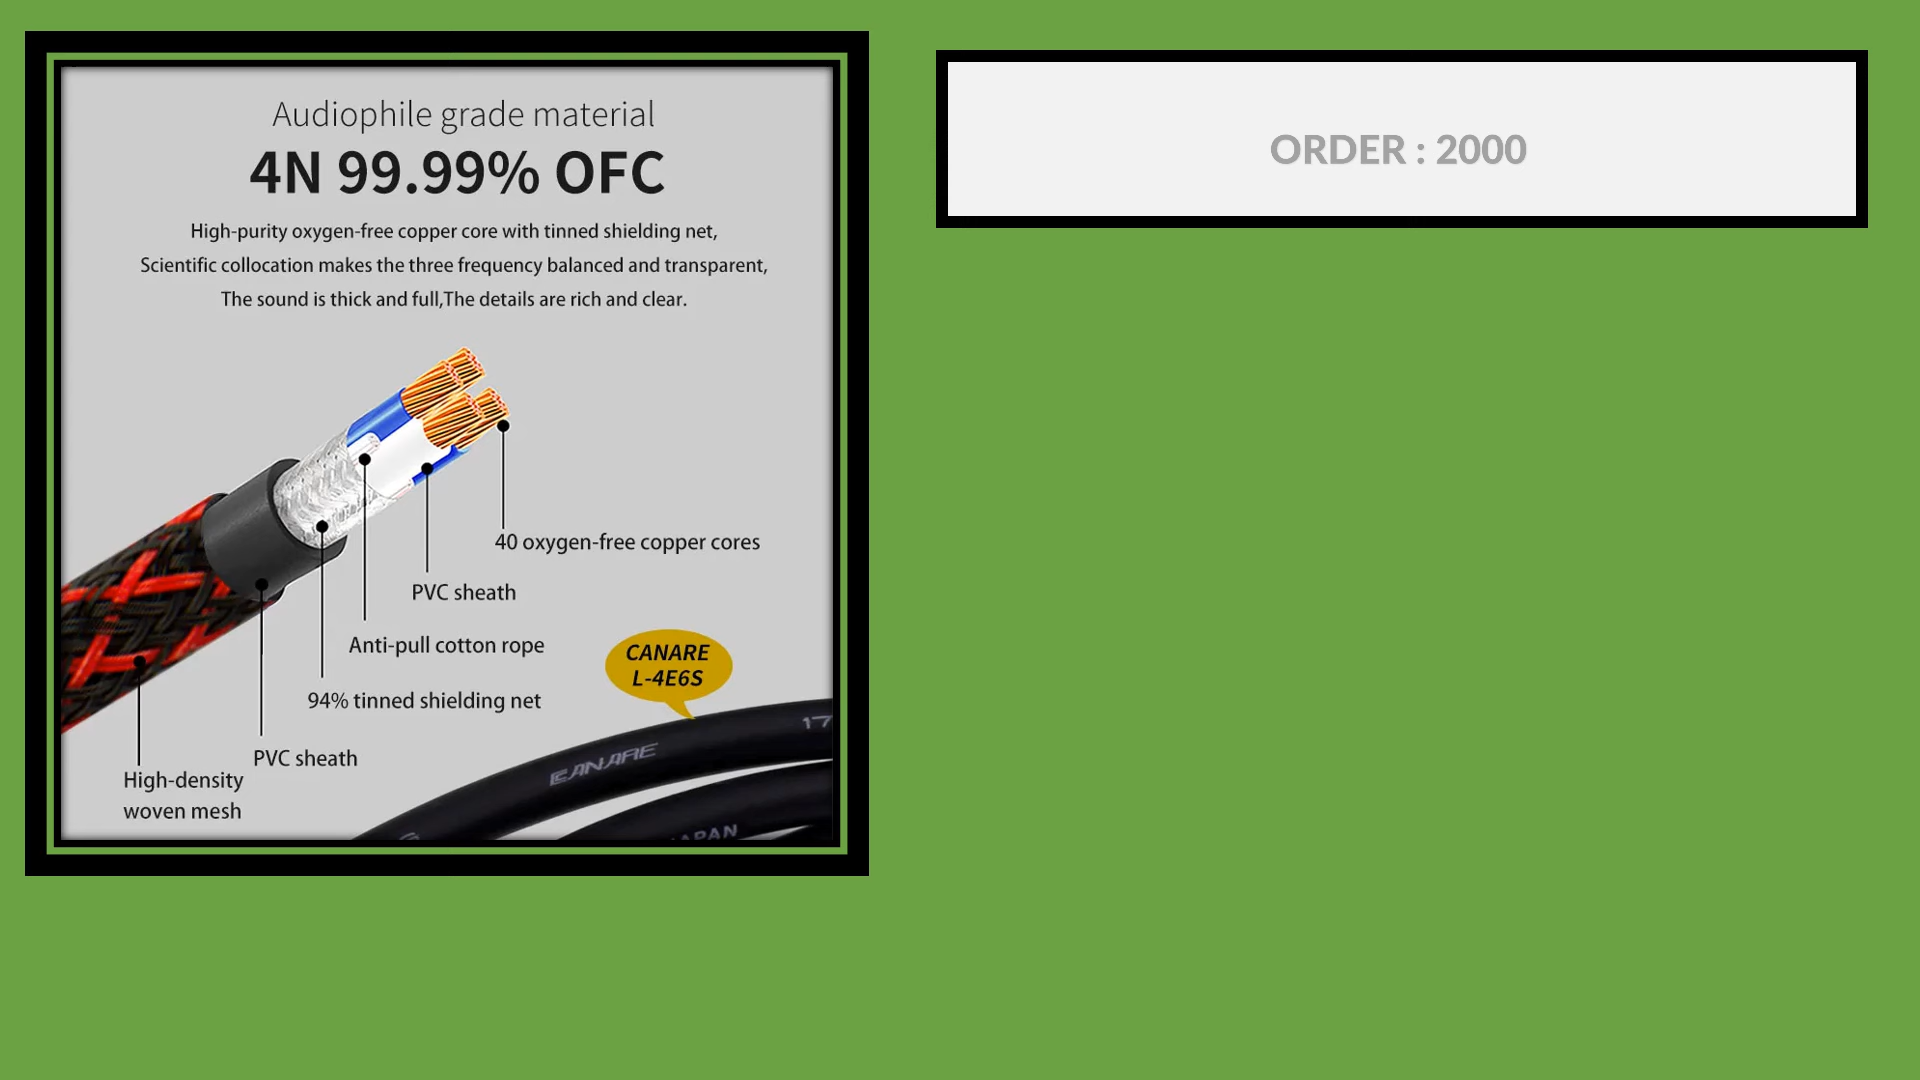 Audiophile grade material
4N 99.99% OFC
High-purity oxygen-free copper core with tinned shielding net,
Scientific collocation makes the three frequency balanced and transparent,
The sound is thick and full,The details are rich and clear.
40 oxygen-free copper cores
PVC sheath
Anti-pull cotton rope
CANARE
L-4E6S
94% tinned shielding net
17
CANARE
PVC sheath
High-density
woven mesh
JAPAN
ORDER : 2000